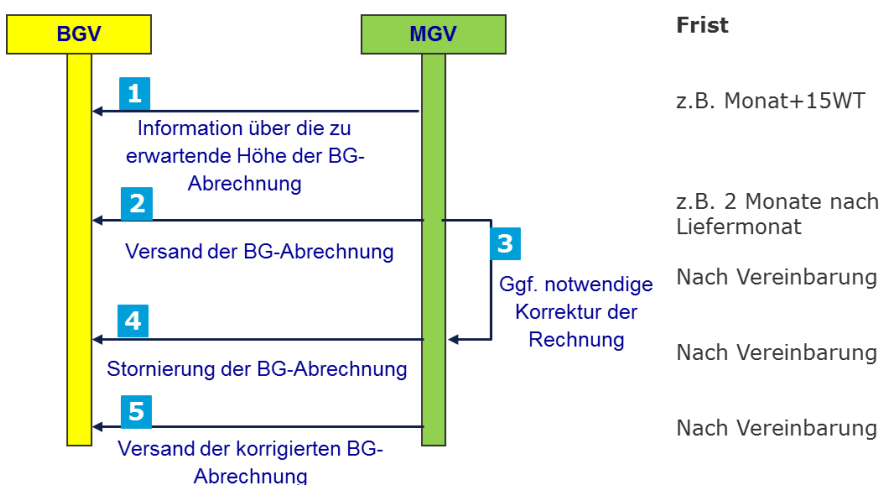 BGV
MGV
Frist
1
z.B. Monat+15WT
Information über die zu
erwartende Höhe der BG-
Abrechnung
2
z.B. 2 Monate nach
Liefermonat
Versand der BG-Abrechnung
3
Ggf. notwendige
Korrektur der
Rechnung
Nach Vereinbarung
4
Stornierung der BG-Abrechnung
Nach Vereinbarung
5
Versand der korrigierten BG-
Abrechnung
Nach Vereinbarung